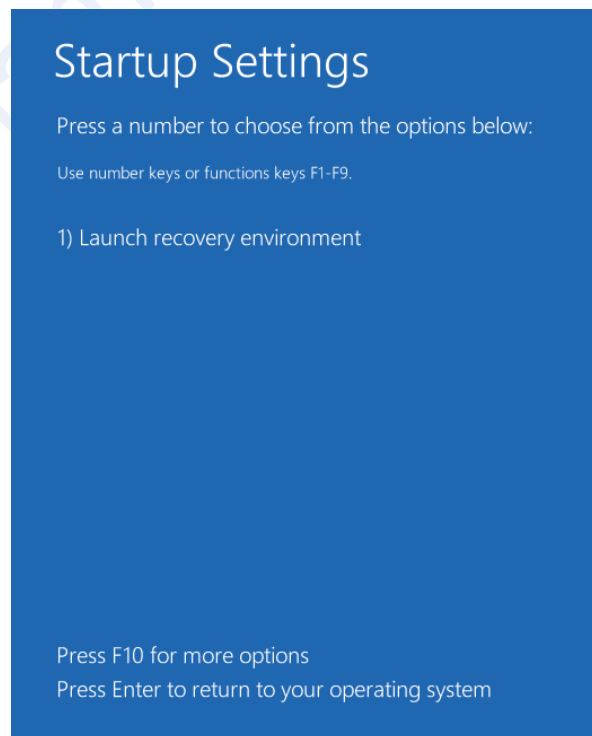 Startup Settings
Press a number to choose from the options below:
Use number keys or functions keys F1-F9.
1) Launch recovery environment
Press F10 for more options
Press Enter to return to your operating system